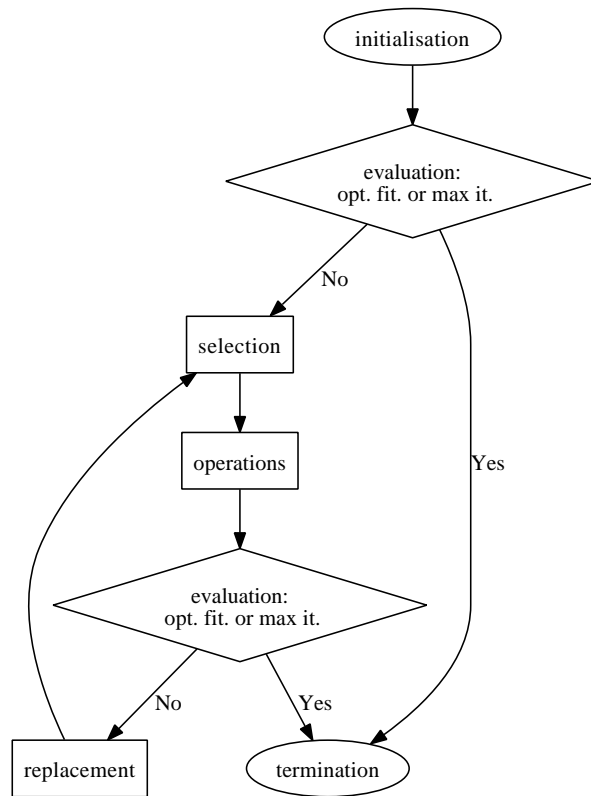 initialisation
evaluation:
opt. fit. or max it.
No
selection
operations
Yes
evaluation:
opt. fit. or max it.
No
Yes
replacement
termination